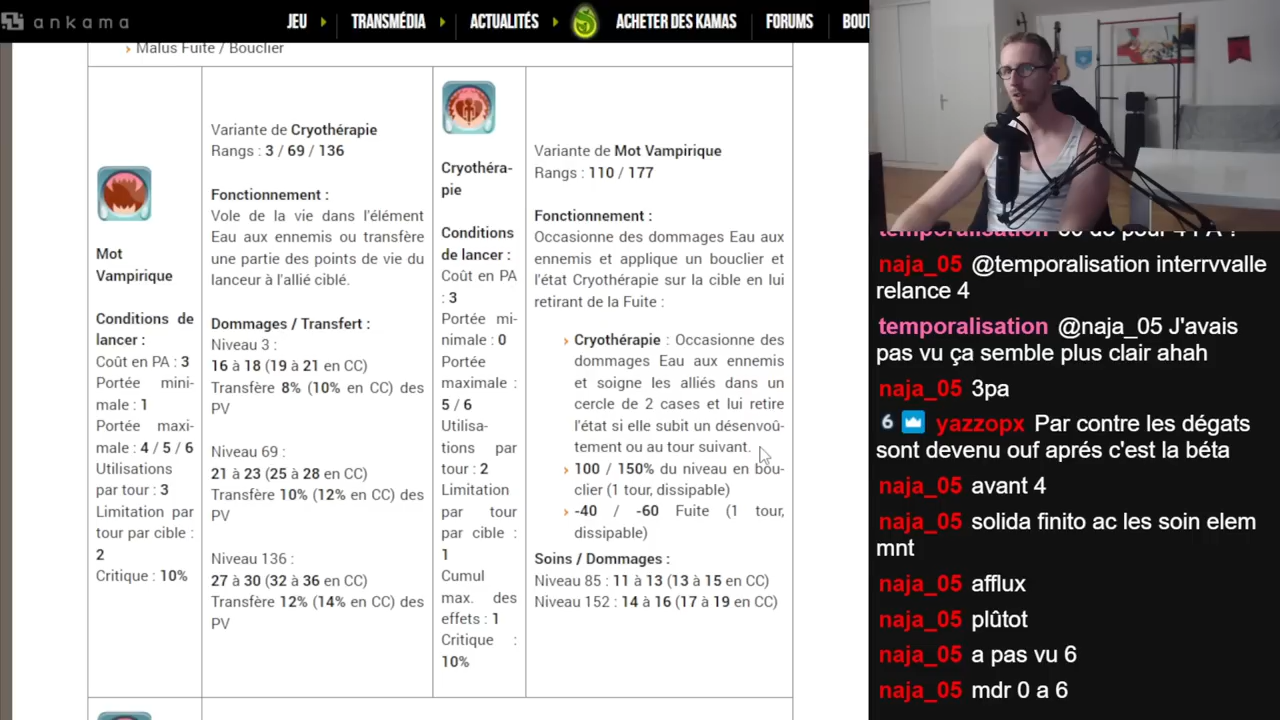 ankama
JEU
TRANSMÉDIA
ACTUALITÉS
ACHETER DES KAMAS
FORUMS
BOUT
Malus Fuite / Bouclier
Mot
Vampirique
Conditions de
lancer :
Coût en PA : 3
Portée mini-
male : 1
Portée maxi-
male : 4 / 5 / 6
Utilisations
par tour : 3
Limitation par
tour par cible :
2
Critique : 10%
Variante de Cryothérapie
Rangs : 3 / 69 / 136
Fonctionnement :
Vole de la vie dans l'élément
Eau aux ennemis ou transfère
une partie des points de vie du
lanceur à l'allié ciblé.
Dommages / Transfert :
Niveau 3 :
16 à 18 (19 à 21 en CC)
Transfère 8% (10% en CC) des
PV
Niveau 69 :
21 à 23 (25 à 28 en CC)
Transfère 10% (12% en CC) des
PV
Niveau 136 :
27 à 30 (32 à 36 en CC)
Transfère 12% (14% en CC) des
PV
Cryothéra-
pie
Conditions
de lancer :
Coût en PA
: 3
Portée mi-
nimale : 0
Portée
maximale :
5 / 6
Utilisa-
tions par
tour : 2
Limitation
par tour
par cible :
1
Cumul
max. des
effets : 1
Critique :
10%
Variante de Mot Vampirique
Rangs : 110 / 177
Fonctionnement :
Occasionne des dommages Eau aux
ennemis et applique un bouclier et
l'état Cryothérapie sur la cible en lui
retirant de la Fuite :
Cryothérapie : Occasionne des
dommages Eau aux ennemis
et soigne les alliés dans un
cercle de 2 cases et lui retire
l'état si elle subit un désenvoû-
tement ou au tour suivant.
100 / 150% du niveau en bou-
clier (1 tour, dissipable)
-40 / -60 Fuite (1 tour,
dissipable)
Soins / Dommages :
Niveau 85 : 11 à 13 (13 à 15 en CC)
Niveau 152 : 14 à 16 (17 à 19 en CC)
naja_05 @temporalisation interrvvalle
relance 4
temporalisation @naja_05 J'avais
pas vu ça semble plus clair ahah
naja_05 3pa
6 yazzopx Par contre les dégats
sont devenu ouf aprés c'est la béta
naja_05 avant 4
naja_05 solida finito ac les soin elem
mnt
naja_05 afflux
naja_05 plûtot
naja_05 a pas vu 6
naja_05 mdr 0 a 6